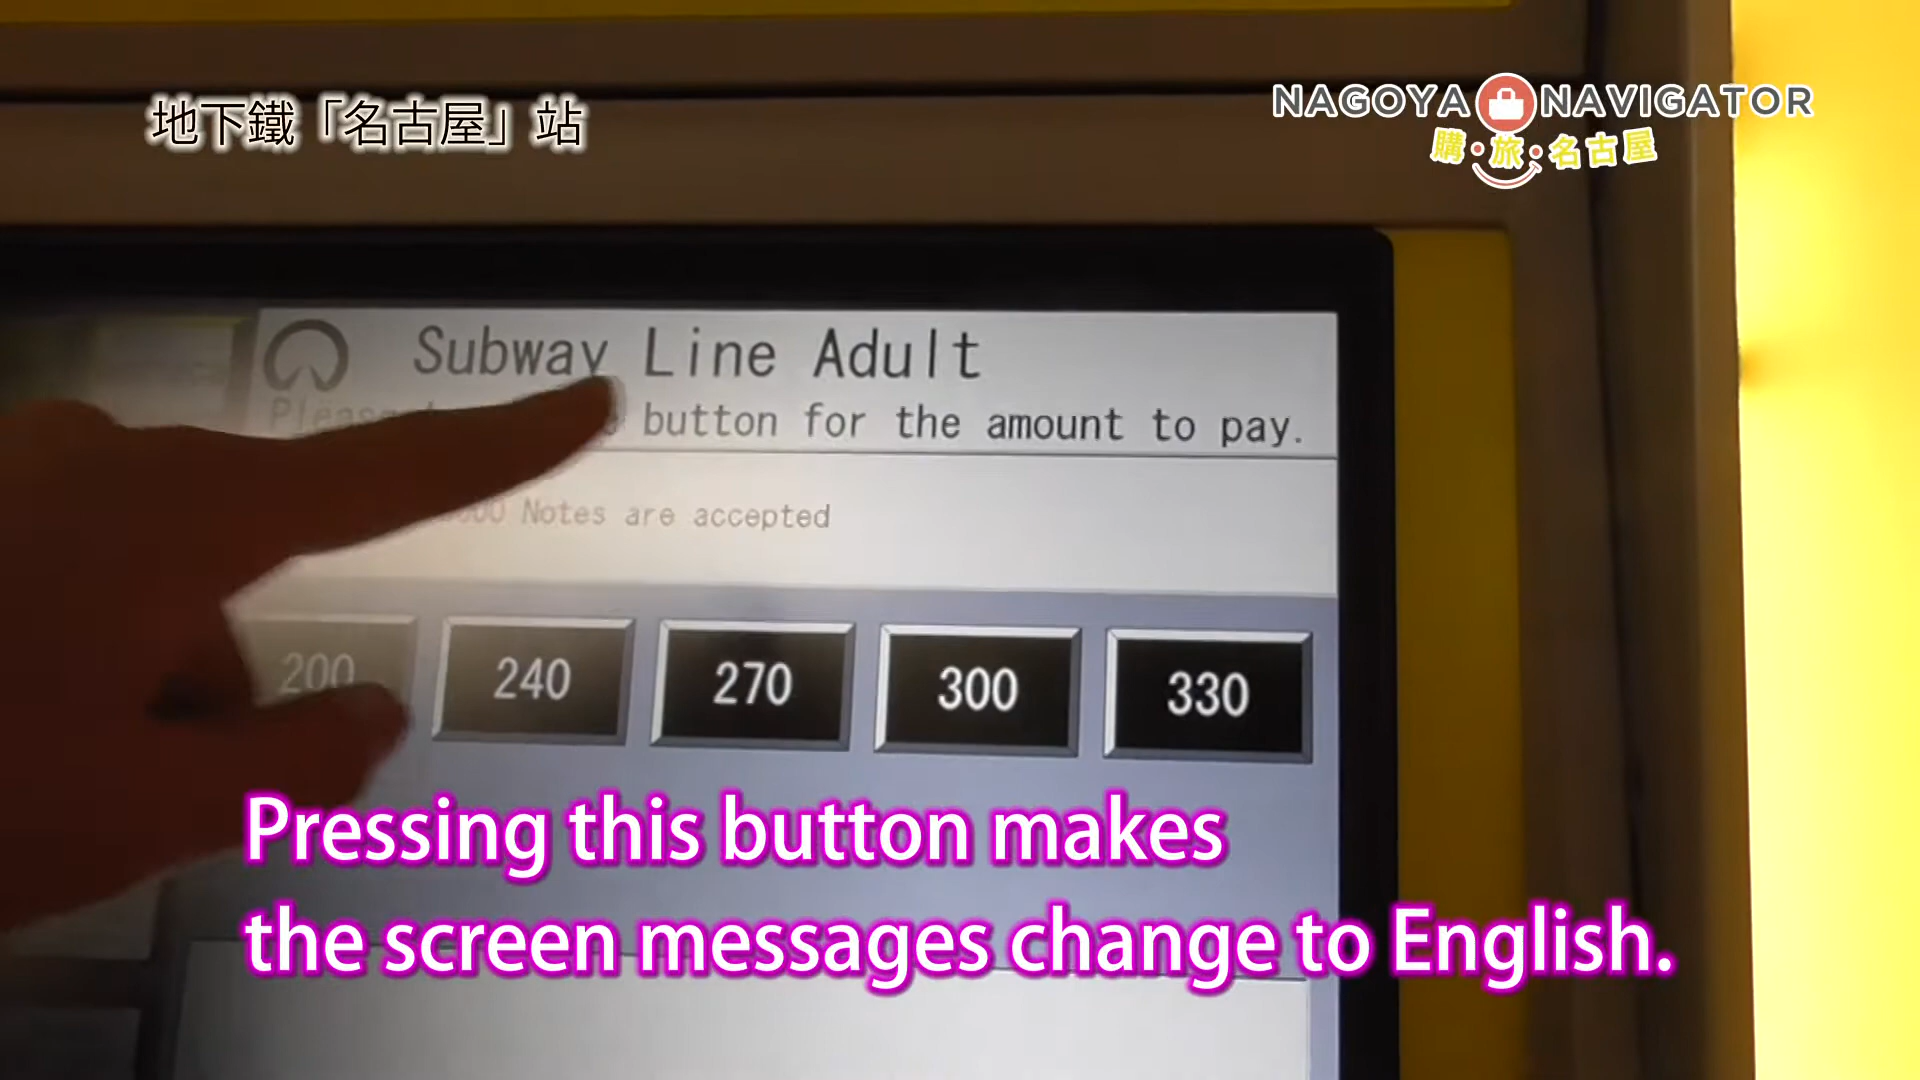 地下鐵「名古屋」站
NAGOYA NAVIGATOR
購・旅・名古屋
Subway Line Adult
button for the amount to pay.
Notes are accepted
200 240 270 300 330
Pressing this button makes
the screen messages change to English.